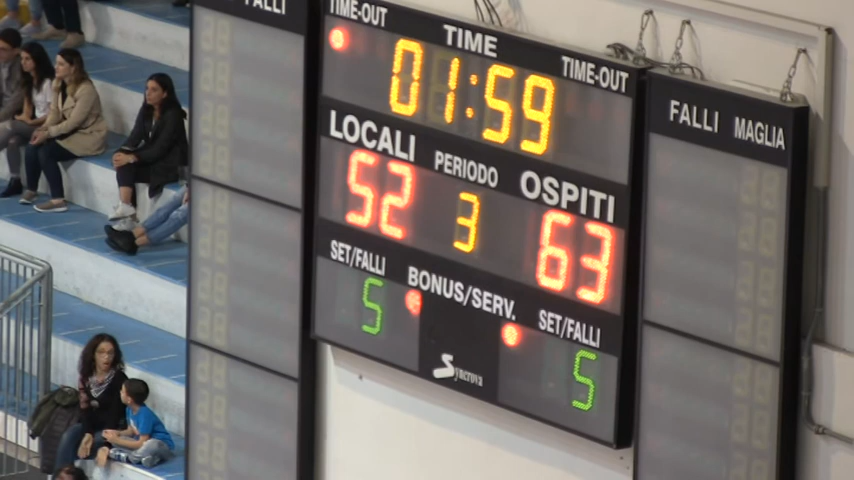 FALLI
TIME-OUT TIME TIME-OUT
01:59
LOCALI PERIODO OSPITI
52 3 63
SET/FALLI BONUS/SERV. SET/FALLI
5 5
Syncrova
FALLI MAGLIA